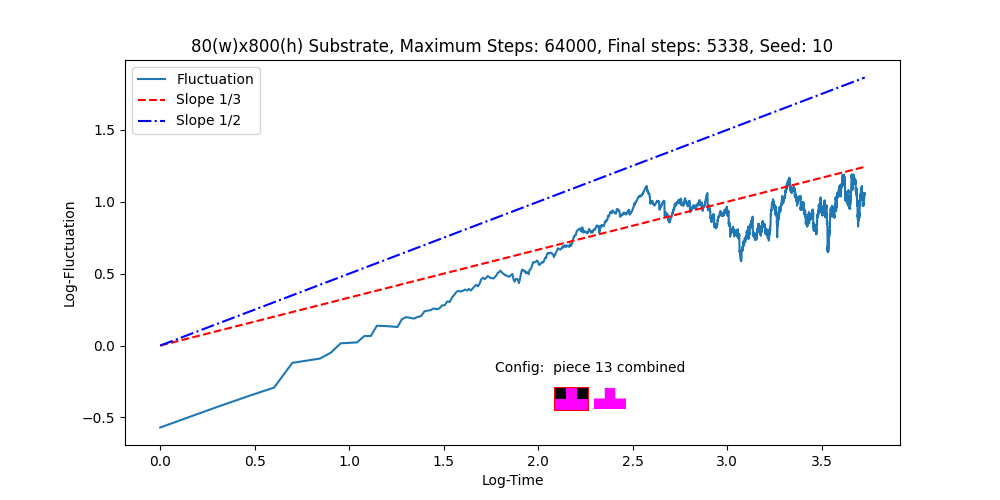 80(w)x800(h) Substrate, Maximum Steps: 64000, Final steps: 5338, Seed: 10
Fluctuation
Slope 1/3
Slope 1/2
1.5
1.0
0.5
0.0
−0.5
Log-Fluctuation
Config:  piece 13 combined
0.0 0.5 1.0 1.5 2.0 2.5 3.0 3.5
Log-Time